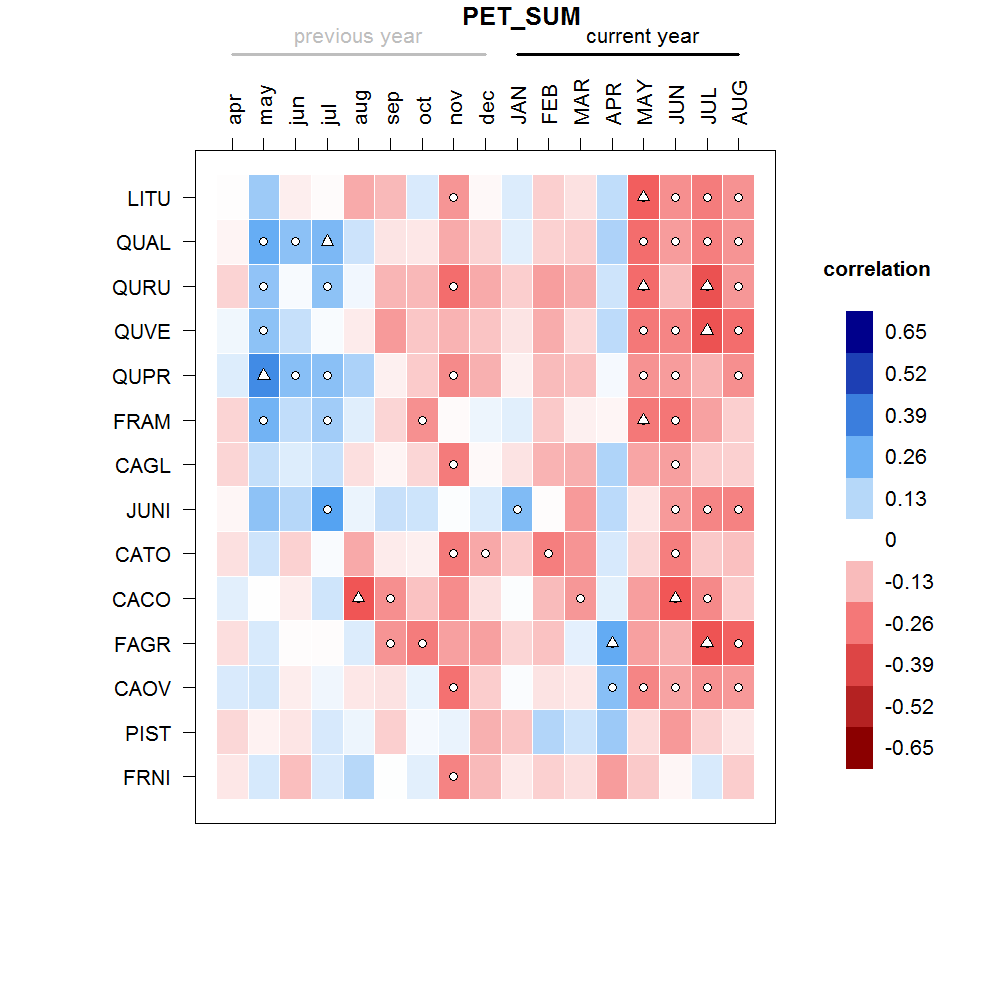 PET_SUM
previous year current year
apr may jun jul aug sep oct nov dec JAN FEB MAR APR MAY JUN JUL AUG
LITU
QUAL
QURU
QUVE
QUPR
FRAM
CAGL
JUNI
CATO
CACO
FAGR
CAOV
PIST
FRNI
correlation
0.65
0.52
0.39
0.26
0.13
0
-0.13
-0.26
-0.39
-0.52
-0.65